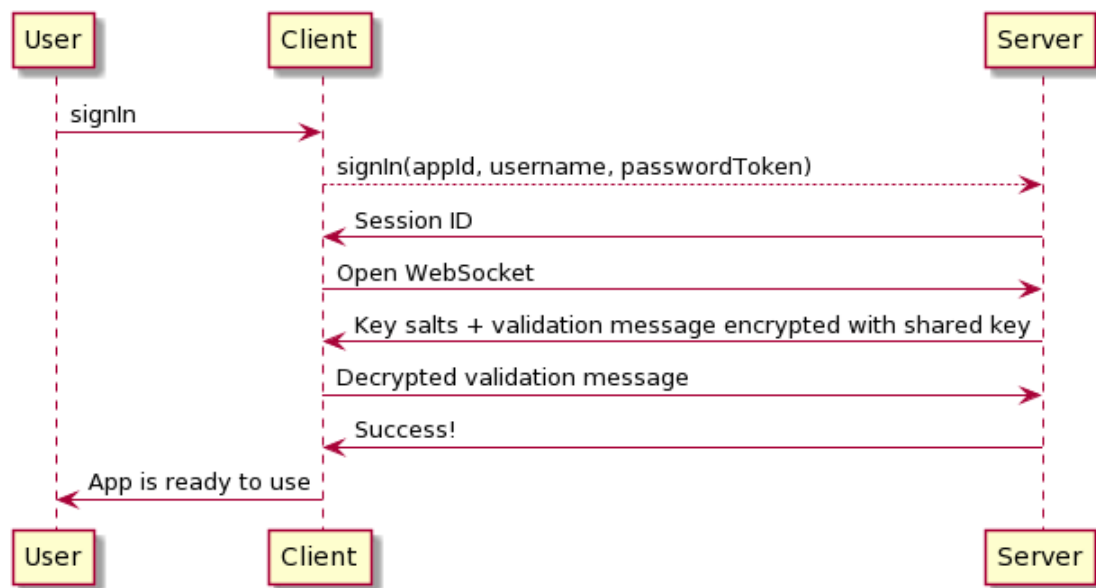 User Client Server
signIn
signIn(appId, username, passwordToken)
Session ID
Open WebSocket
Key salts + validation message encrypted with shared key
Decrypted validation message
Success!
App is ready to use
User Client Server